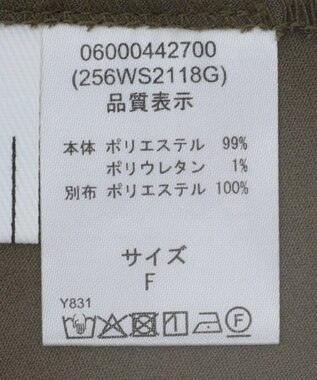 06000442700
(256WS2118G)
品質表示
本体 ポリエステル 99%
ポリウレタン 1%
別布 ポリエステル 100%
サイズ
F
Y831
F